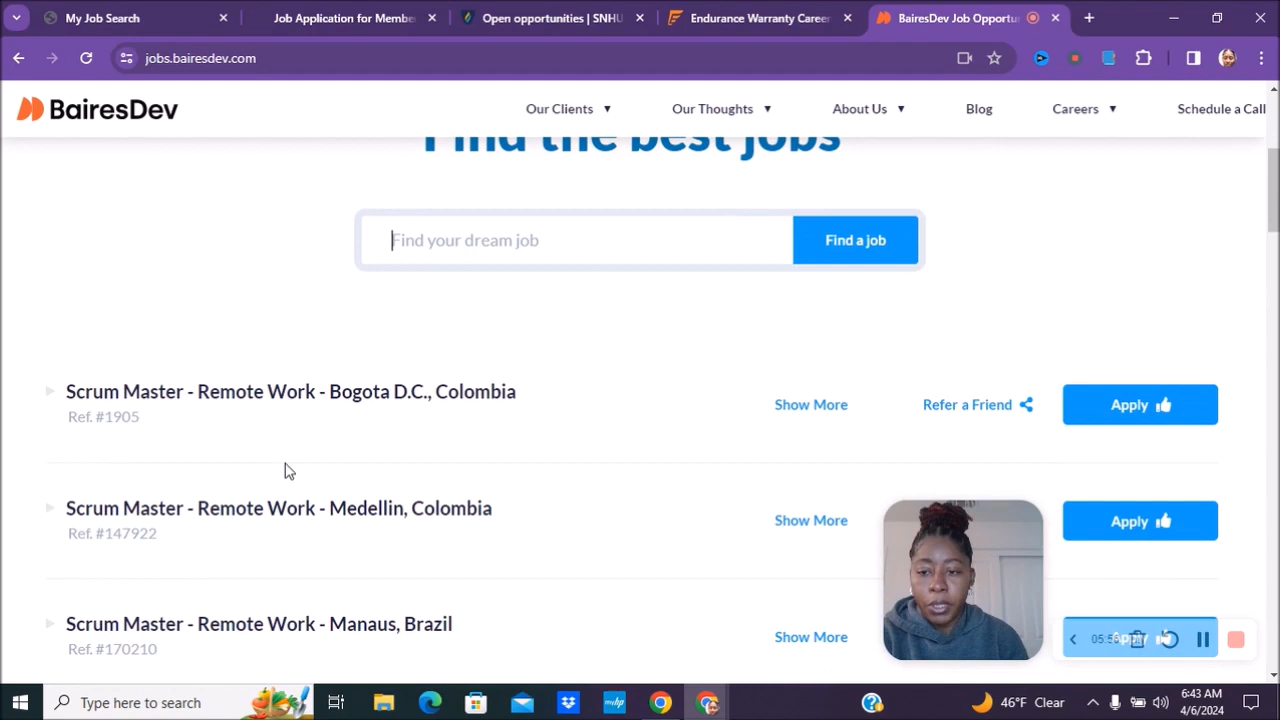 My Job Search
Job Application for Membe
Open opportunities | SNHU
Endurance Warranty Career
BairesDev Job Opportu
jobs.bairesdev.com
BairesDev
Our Clients
Our Thoughts
About Us
Blog
Careers
Schedule a Call
Find the best jobs
Find your dream job
Find a job
Scrum Master - Remote Work - Bogota D.C., Colombia
Ref. #1905
Show More
Refer a Friend
Apply
Scrum Master - Remote Work - Medellin, Colombia
Ref. #147922
Show More
Apply
Scrum Master - Remote Work - Manaus, Brazil
Ref. #170210
Show More
Apply
Type here to search
myhp
46°F Clear
6:43 AM
4/6/2024